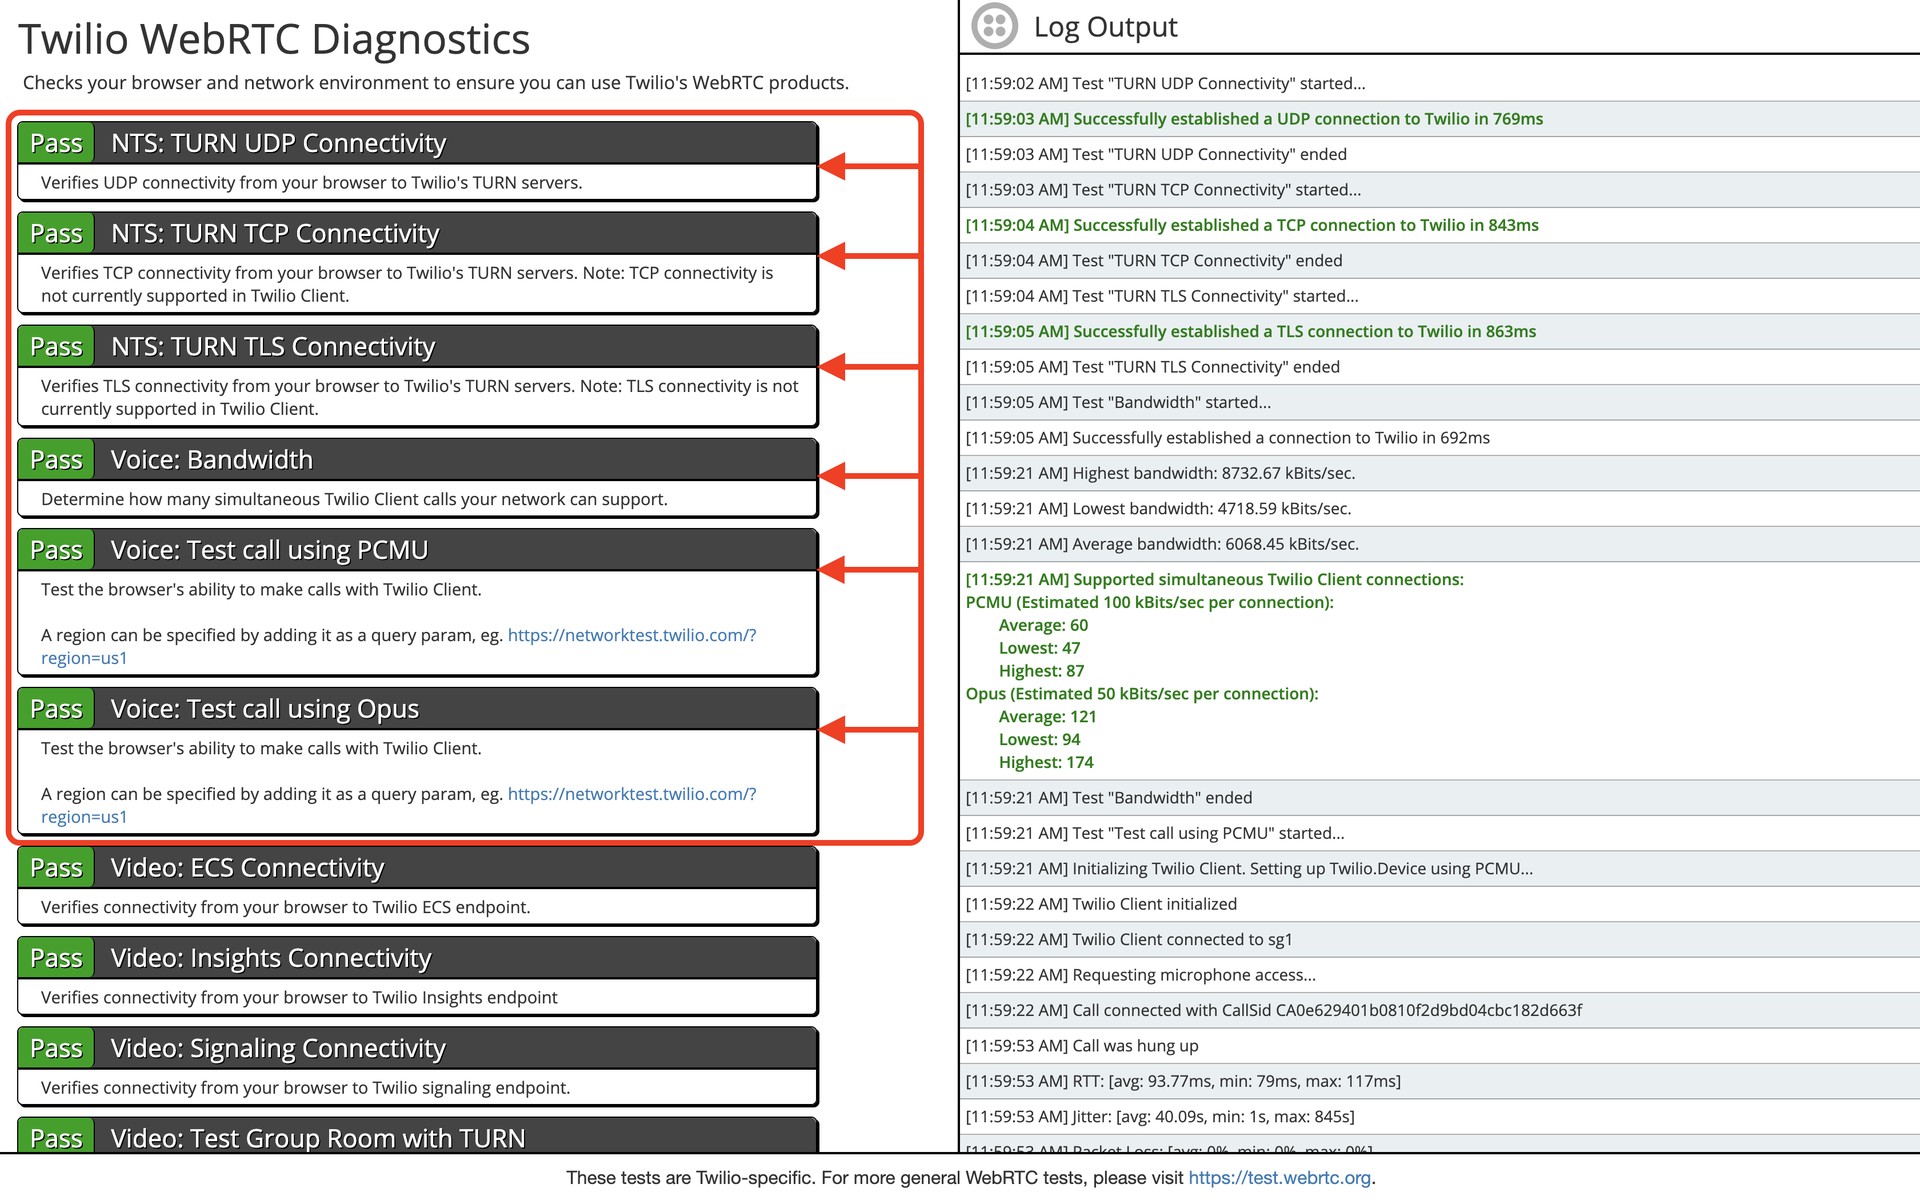 Twilio WebRTC Diagnostics
Checks your browser and network environment to ensure you can use Twilio's WebRTC products.
Pass NTS: TURN UDP Connectivity
Verifies UDP connectivity from your browser to Twilio's TURN servers.
Pass NTS: TURN TCP Connectivity
Verifies TCP connectivity from your browser to Twilio's TURN servers. Note: TCP connectivity is
not currently supported in Twilio Client.
Pass NTS: TURN TLS Connectivity
Verifies TLS connectivity from your browser to Twilio's TURN servers. Note: TLS connectivity is not
currently supported in Twilio Client.
Pass Voice: Bandwidth
Determine how many simultaneous Twilio Client calls your network can support.
Pass Voice: Test call using PCMU
Test the browser's ability to make calls with Twilio Client.
A region can be specified by adding it as a query param, eg. https://networktest.twilio.com/?
region=us1
Pass Voice: Test call using Opus
Test the browser's ability to make calls with Twilio Client.
A region can be specified by adding it as a query param, eg. https://networktest.twilio.com/?
region=us1
Pass Video: ECS Connectivity
Verifies connectivity from your browser to Twilio ECS endpoint.
Pass Video: Insights Connectivity
Verifies connectivity from your browser to Twilio Insights endpoint
Pass Video: Signaling Connectivity
Verifies connectivity from your browser to Twilio signaling endpoint.
Pass Video: Test Group Room with TURN
Log Output
[11:59:02 AM] Test "TURN UDP Connectivity" started...
[11:59:03 AM] Successfully established a UDP connection to Twilio in 769ms
[11:59:03 AM] Test "TURN UDP Connectivity" ended
[11:59:03 AM] Test "TURN TCP Connectivity" started...
[11:59:04 AM] Successfully established a TCP connection to Twilio in 843ms
[11:59:04 AM] Test "TURN TCP Connectivity" ended
[11:59:04 AM] Test "TURN TLS Connectivity" started...
[11:59:05 AM] Successfully established a TLS connection to Twilio in 863ms
[11:59:05 AM] Test "TURN TLS Connectivity" ended
[11:59:05 AM] Test "Bandwidth" started...
[11:59:05 AM] Successfully established a connection to Twilio in 692ms
[11:59:21 AM] Highest bandwidth: 8732.67 kBits/sec.
[11:59:21 AM] Lowest bandwidth: 4718.59 kBits/sec.
[11:59:21 AM] Average bandwidth: 6068.45 kBits/sec.
[11:59:21 AM] Supported simultaneous Twilio Client connections:
PCMU (Estimated 100 kBits/sec per connection):
Average: 60
Lowest: 47
Highest: 87
Opus (Estimated 50 kBits/sec per connection):
Average: 121
Lowest: 94
Highest: 174
[11:59:21 AM] Test "Bandwidth" ended
[11:59:21 AM] Test "Test call using PCMU" started...
[11:59:21 AM] Initializing Twilio Client. Setting up Twilio.Device using PCMU...
[11:59:22 AM] Twilio Client initialized
[11:59:22 AM] Twilio Client connected to sg1
[11:59:22 AM] Requesting microphone access...
[11:59:22 AM] Call connected with CallSid CA0e629401b0810f2d9bd04cbc182d663f
[11:59:53 AM] Call was hung up
[11:59:53 AM] RTT: [avg: 93.77ms, min: 79ms, max: 117ms]
[11:59:53 AM] Jitter: [avg: 40.09s, min: 1s, max: 845s]
[11:59:53 AM] Packet Loss: [avg: 0%, min: 0%, max: 0%]
These tests are Twilio-specific. For more general WebRTC tests, please visit https://test.webrtc.org.